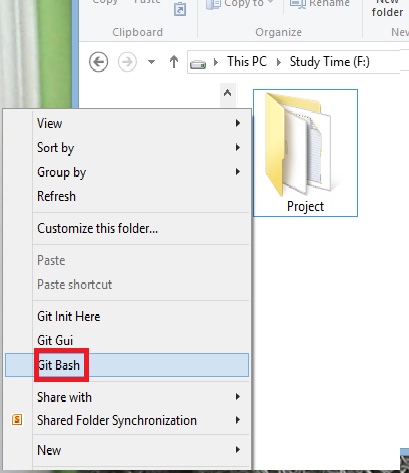 Copy
Paste
Copy to
Rename
New
folder
Clipboard
Organize
New
This PC
Study Time (F:)
Project
View
Sort by
Group by
Refresh
Customize this folder...
Paste
Paste shortcut
Git Init Here
Git Gui
Git Bash
Share with
S
Shared Folder Synchronization
New